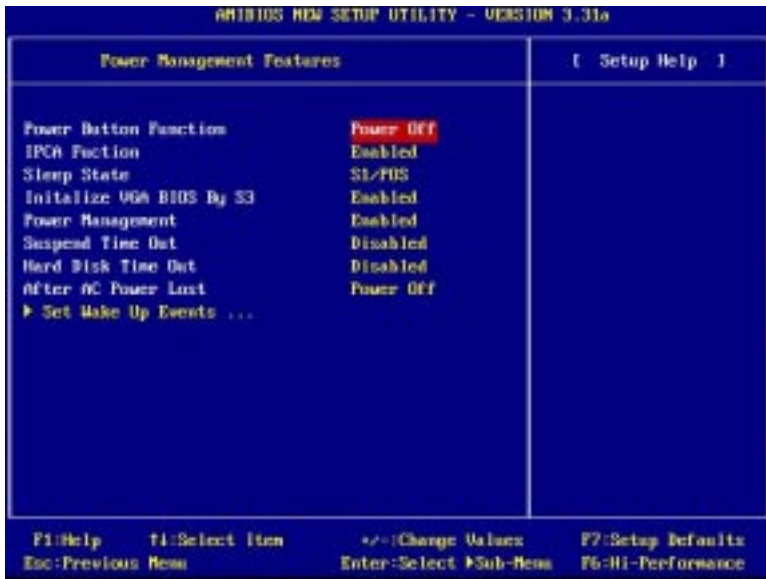 AMIBIOS NEW SETUP UTILITY - VERSION 3.31a
Power Management Features
[ Setup Help ]
Power Button Function Power Off
IPCA Fuction Enabled
Sleep State S1/POS
Initalize VGA BIOS By S3 Enabled
Power Management Enabled
Suspend Time Out Disabled
Hard Disk Time Out Disabled
After AC Power Lost Power Off
▶ Set Wake Up Events ...
F1:Help ↑↓:Select Item +/-:Change Values F7:Setup Defaults
Esc:Previous Menu Enter:Select ▶Sub-Menu F6:Hi-Performance